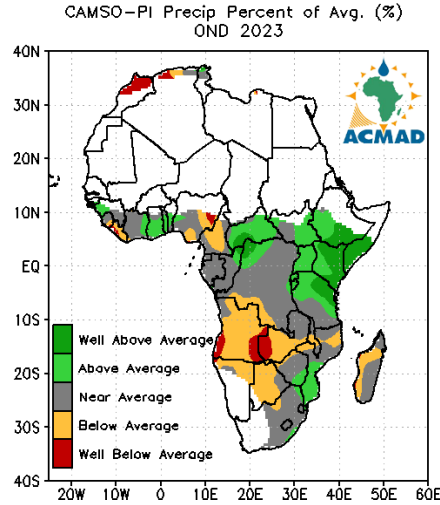 CAMSO-PI Precip Percent of Avg. (%)
OND 2023
40N
30N
20N
10N
EQ
10S
20S
30S
40S
ACMAD
Well Above Average
Above Average
Near Average
Below Average
Well Below Average
20W 10W 0 10E 20E 30E 40E 50E 60E